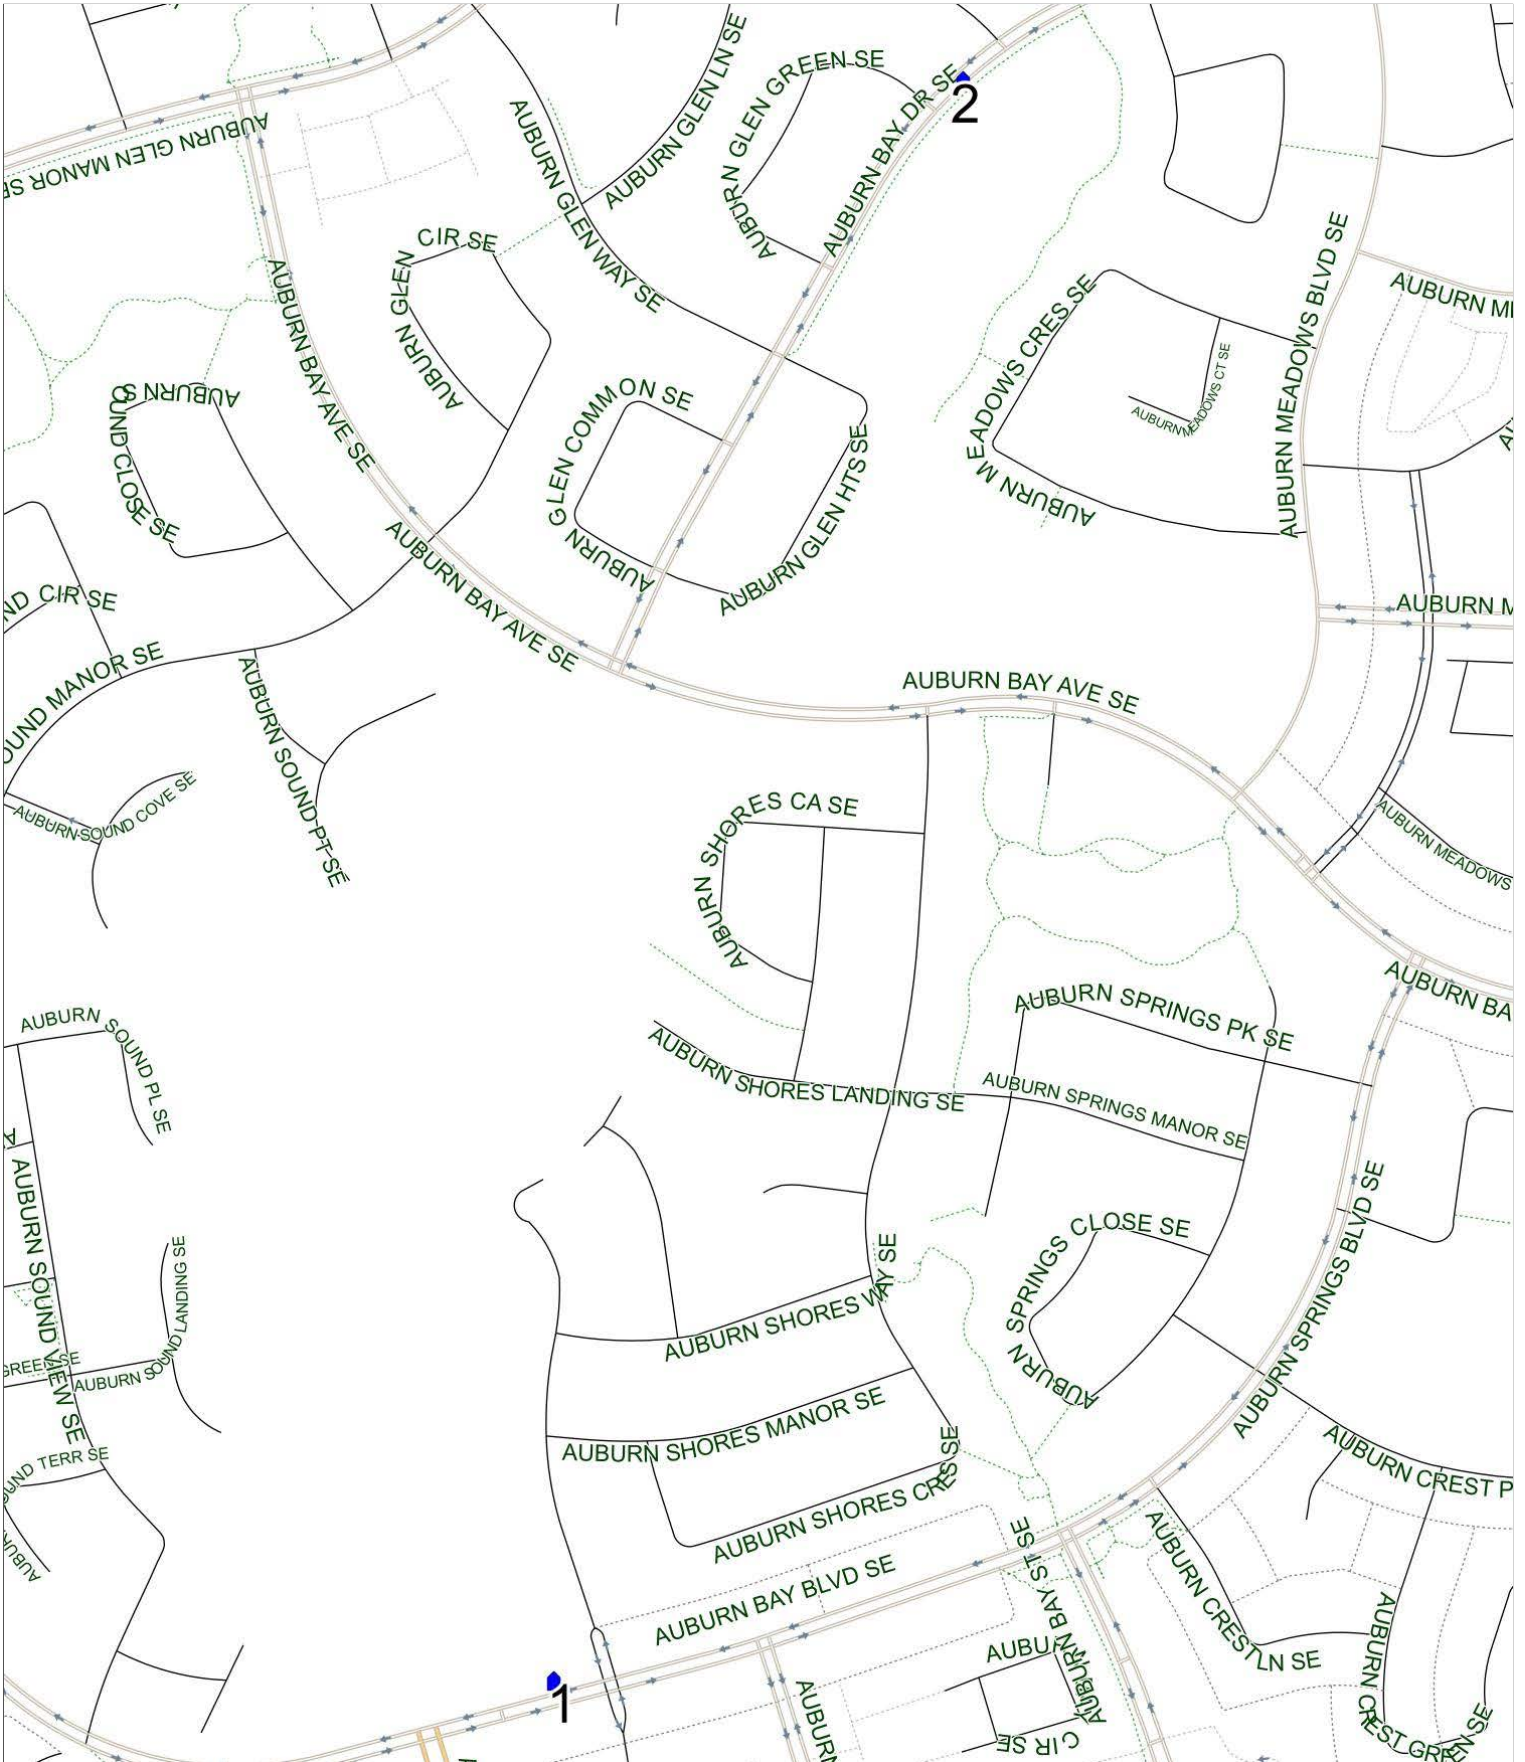 AUBURN GLEN MANOR SE
AUBURN GLEN WAY SE
AUBURN GLEN LN SE
AUBURN GLEN GREEN SE
AUBURN BAY DR SE
2
AUBURN GLEN CIR SE
AUBURN BAY AVE SE
AUBURN SOUND CLOSE SE
AUBURN GLEN COMMON SE
AUBURN GLEN HTS SE
AUBURN MEADOWS CRES SE
AUBURN MEADOWS CT SE
AUBURN MEADOWS BLVD SE
AUBURN BAY AVE SE
CIR SE
OUND MANOR SE
AUBURN SOUND PT SE
AUBURN SOUND COVE SE
AUBURN BAY AVE SE
AUBURN M
AUBURN MEADOWS
AUBURN SHORES CA SE
AUBURN BA
AUBURN SOUND PL SE
AUBURN SPRINGS PK SE
AUBURN SHORES LANDING SE
AUBURN SPRINGS MANOR SE
AUBURN SOUND VIEW SE
AUBURN SOUND LANDING SE
AUBURN SPRINGS CLOSE SE
AUBURN SPRINGS BLVD SE
AUBURN SHORES WAY SE
GREEN SE
AUBURN SHORES MANOR SE
OUND TERR SE
AUBURN SHORES CRES SE
AUBURN CREST P
AUBURN BAY ST SE
AUBURN BAY BLVD SE
AUBURN CREST LN SE
AUBURN CREST GREEN SE
1
AUBURN
CIR SE